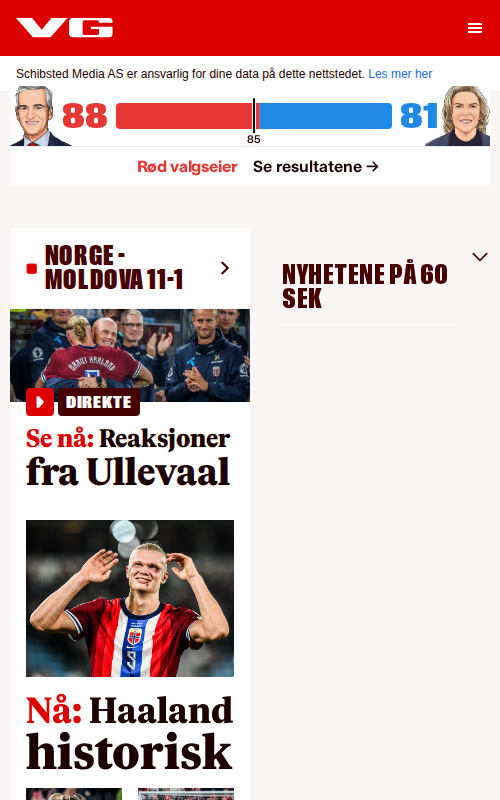 VG
Schibsted Media AS er ansvarlig for dine data på dette nettstedet. Les mer her
88
81
85
Rød valgseier Se resultatene →
NORGE -
MOLDOVA 11-1
NYHETENE PÅ 60
SEK
BRAUT HAALAND
DIREKTE
Se nå: Reaksjoner
fra Ullevaal
Nå: Haaland
historisk